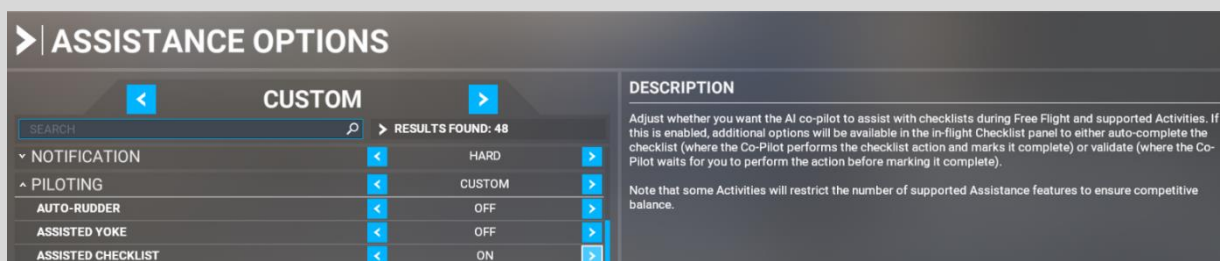 ASSISTANCE OPTIONS
CUSTOM
SEARCH
RESULTS FOUND: 48
NOTIFICATION
HARD
PILOTING
CUSTOM
AUTO-RUDDER
OFF
ASSISTED YOKE
OFF
ASSISTED CHECKLIST
ON
DESCRIPTION
Adjust whether you want the AI co-pilot to assist with checklists during Free Flight and supported Activities. If
this is enabled, additional options will be available in the in-flight Checklist panel to either auto-complete the
checklist (where the Co-Pilot performs the checklist action and marks it complete) or validate (where the Co-
Pilot waits for you to perform the action before marking it complete).
Note that some Activities will restrict the number of supported Assistance features to ensure competitive
balance.